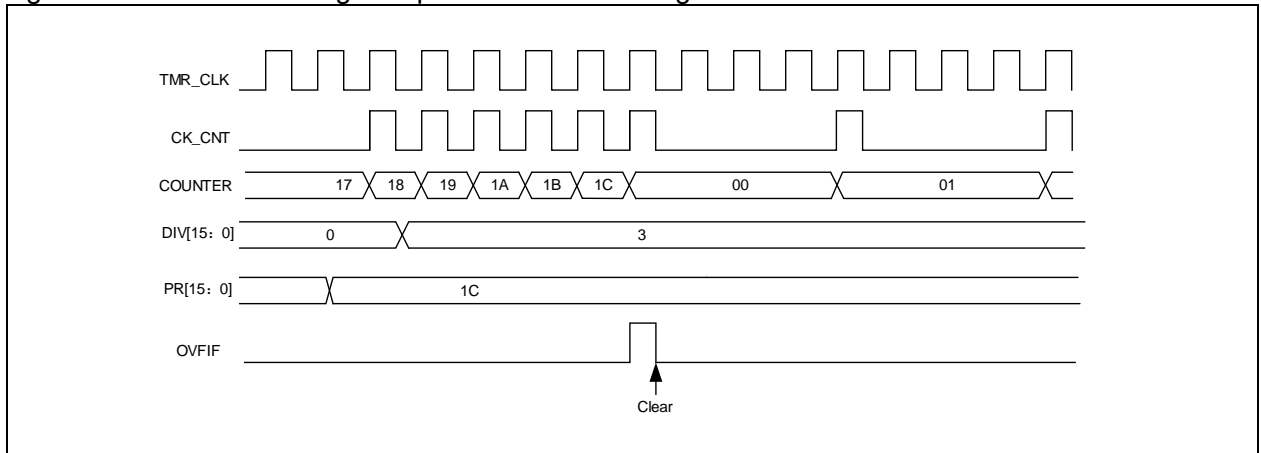 TMR_CLK
CK_CNT
COUNTER 17 18 19 1A 1B 1C 00 01
DIV[15：0] 0 3
PR[15：0] 1C
OVFIF
Clear